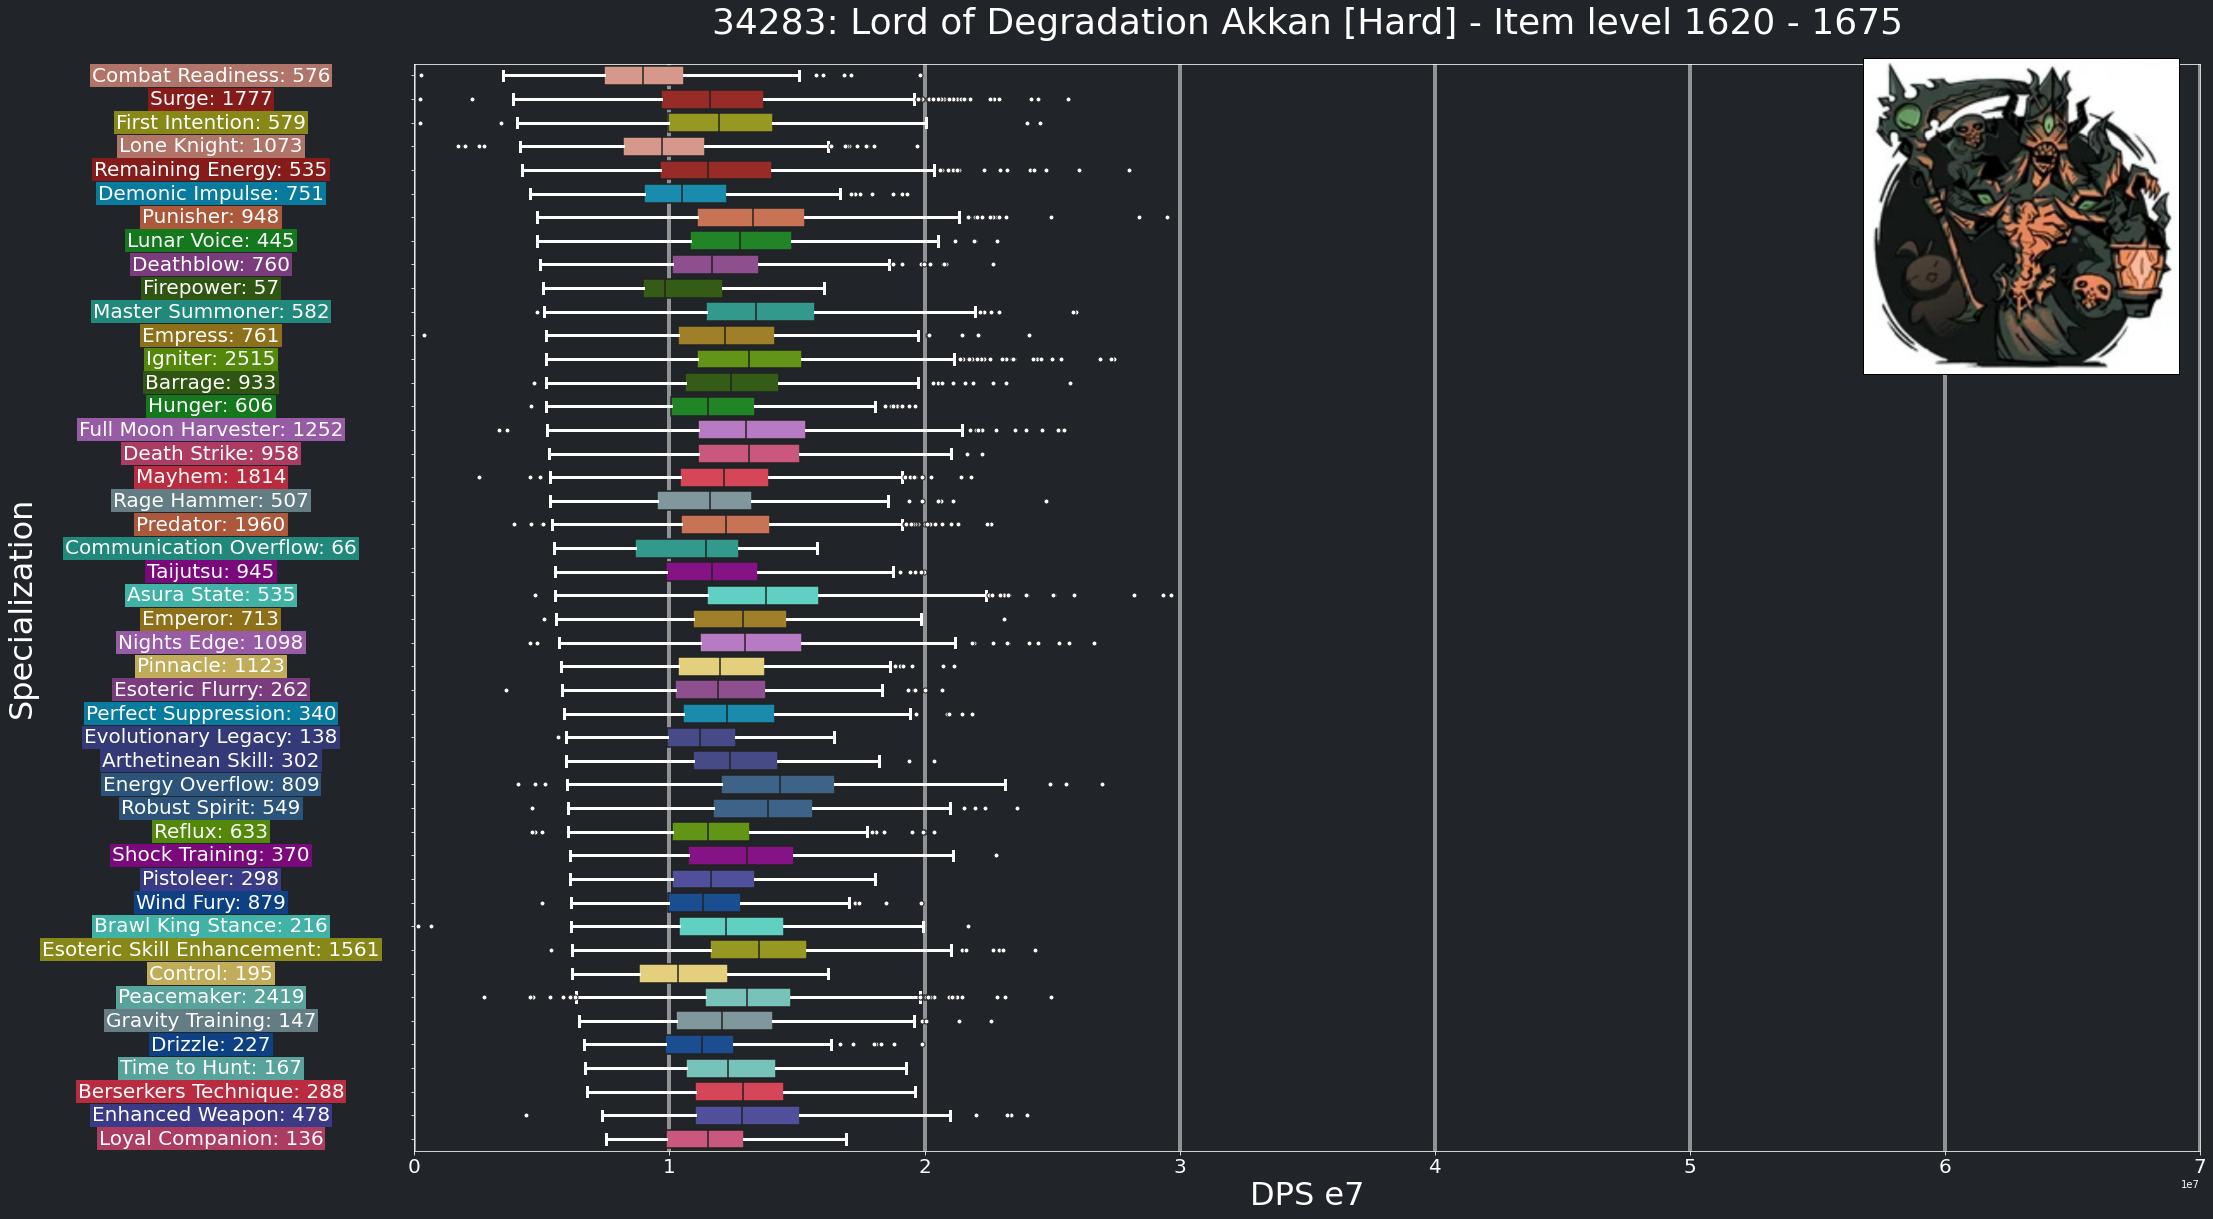 34283: Lord of Degradation Akkan [Hard] - Item level 1620 - 1675
Combat Readiness: 576
Surge: 1777
First Intention: 579
Lone Knight: 1073
Remaining Energy: 535
Demonic Impulse: 751
Punisher: 948
Lunar Voice: 445
Deathblow: 760
Firepower: 57
Master Summoner: 582
Empress: 761
Igniter: 2515
Barrage: 933
Hunger: 606
Full Moon Harvester: 1252
Death Strike: 958
Mayhem: 1814
Rage Hammer: 507
Predator: 1960
Communication Overflow: 66
Taijutsu: 945
Asura State: 535
Emperor: 713
Nights Edge: 1098
Pinnacle: 1123
Esoteric Flurry: 262
Perfect Suppression: 340
Evolutionary Legacy: 138
Arthetinean Skill: 302
Energy Overflow: 809
Robust Spirit: 549
Reflux: 633
Shock Training: 370
Pistoleer: 298
Wind Fury: 879
Brawl King Stance: 216
Esoteric Skill Enhancement: 1561
Control: 195
Peacemaker: 2419
Gravity Training: 147
Drizzle: 227
Time to Hunt: 167
Berserkers Technique: 288
Enhanced Weapon: 478
Loyal Companion: 136
Specialization
0 1 2 3 4 5 6 7
1e7
DPS e7